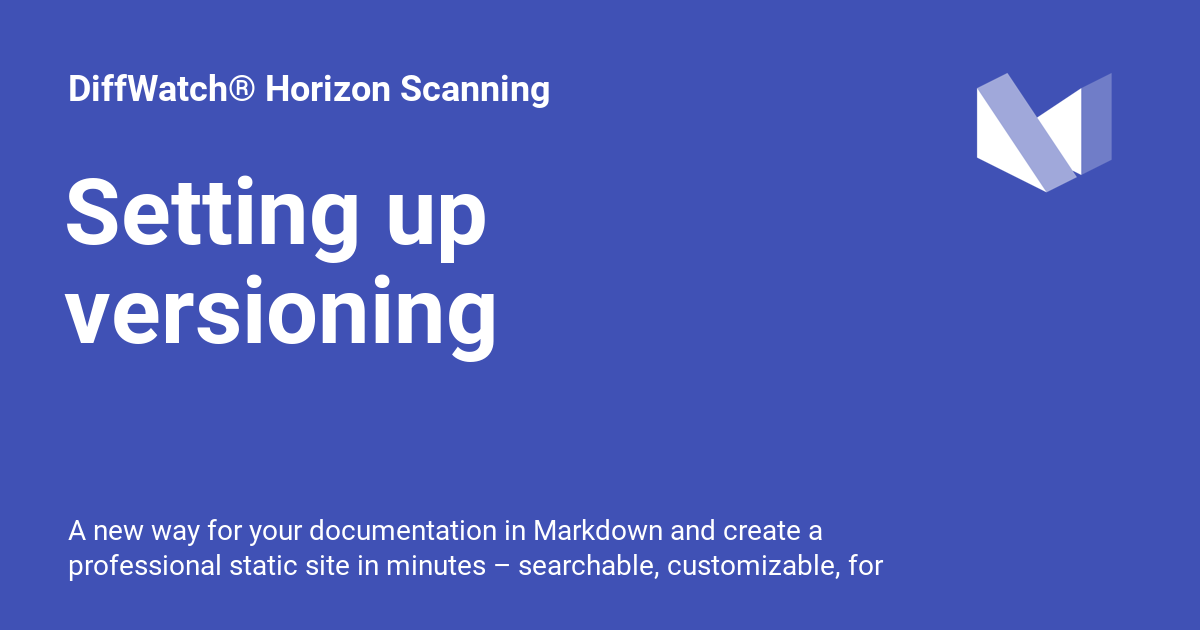 DiffWatch® Horizon Scanning
Setting up
versioning
A new way for your documentation in Markdown and create a
professional static site in minutes – searchable, customizable, for